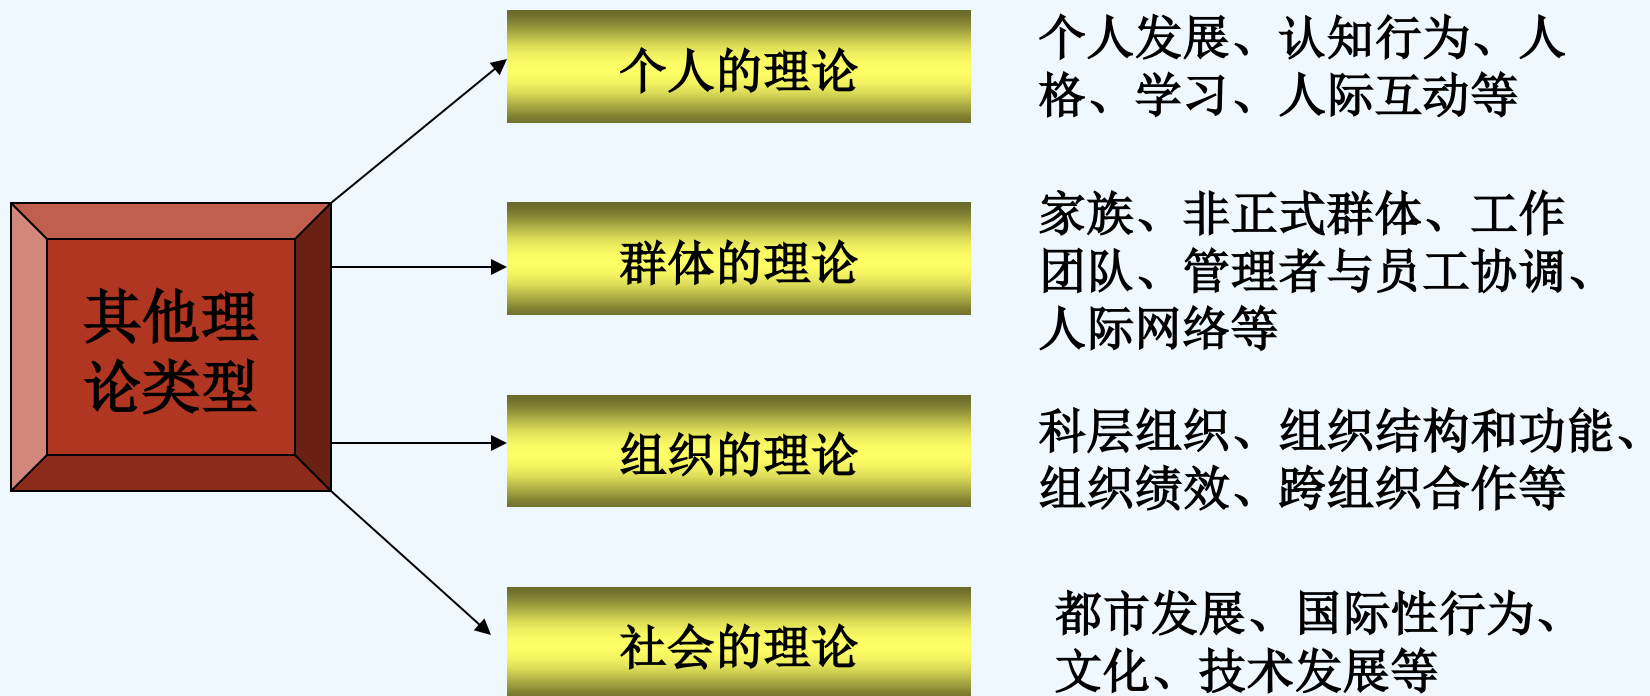 其他理
论类型
个人的理论
个人发展、认知行为、人
格、学习、人际互动等
群体的理论
家族、非正式群体、工作
团队、管理者与员工协调、
人际网络等
组织的理论
科层组织、组织结构和功能、
组织绩效、跨组织合作等
社会的理论
都市发展、国际性行为、
文化、技术发展等